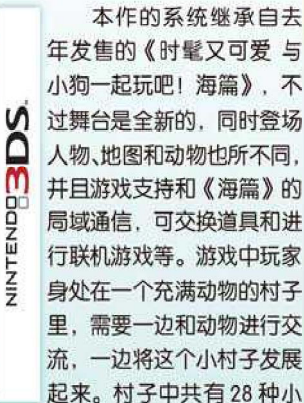 NINTENDO3DS
本作的系统继承自去
年发售的《时髦又可爱 与
小狗一起玩吧！海篇》，不
过舞台是全新的，同时登场
人物、地图和动物也所不同，
并且游戏支持和《海篇》的
局域通信，可交换道具和进
行联机游戏等。游戏中玩家
身处在一个充满动物的村子
里，需要一边和动物进行交
流，一边将这个小村子发展
起来。村子中共有 28 种小